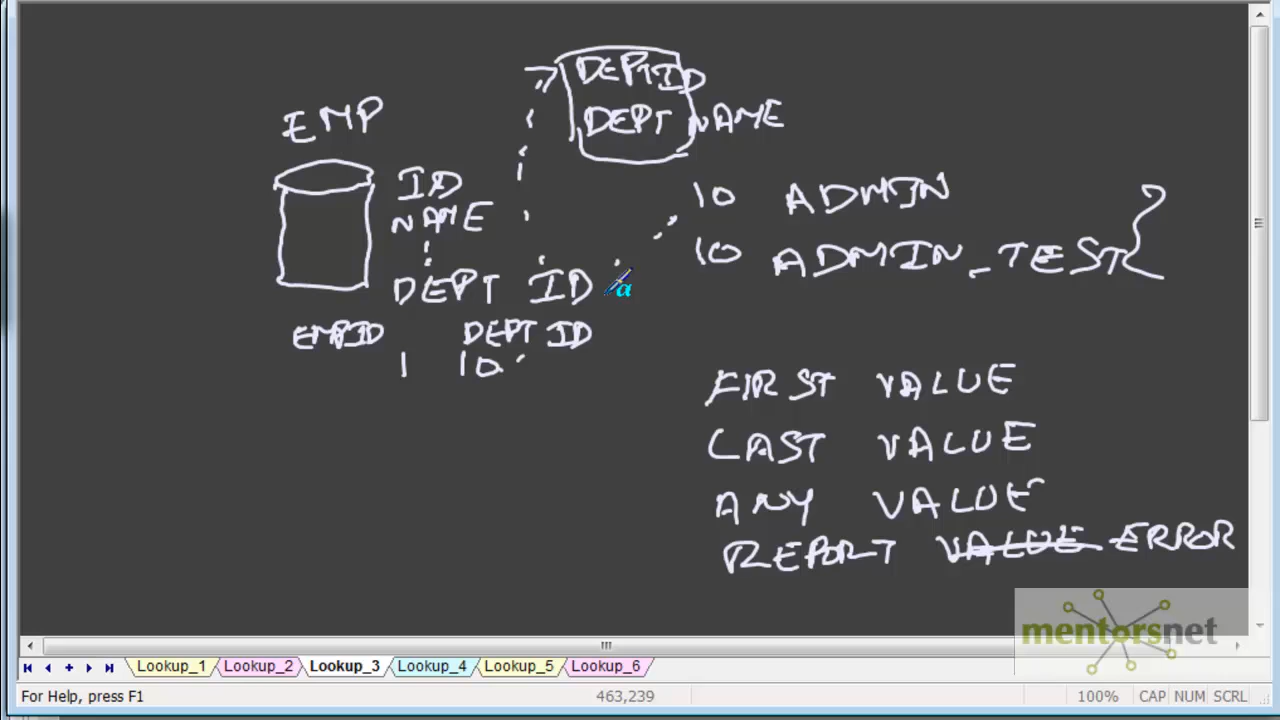 DEPTID
DEPT NAME
EMP
ID
NAME
DEPT ID
EMPID DEPT ID
1 10
10 ADMIN
10 ADMIN_TEST
FIRST VALUE
LAST VALUE
ANY VALUE
REPORT VALUE ERROR
mentorsnet
Lookup_1 Lookup_2 Lookup_3 Lookup_4 Lookup_5 Lookup_6
For Help, press F1 463,239 100% CAP NUM SCRL